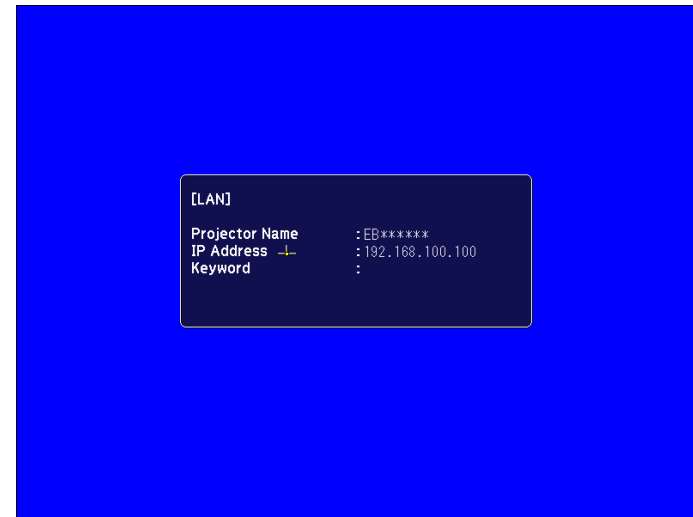 [LAN]
Projector Name :EB******
IP Address :192.168.100.100
Keyword :